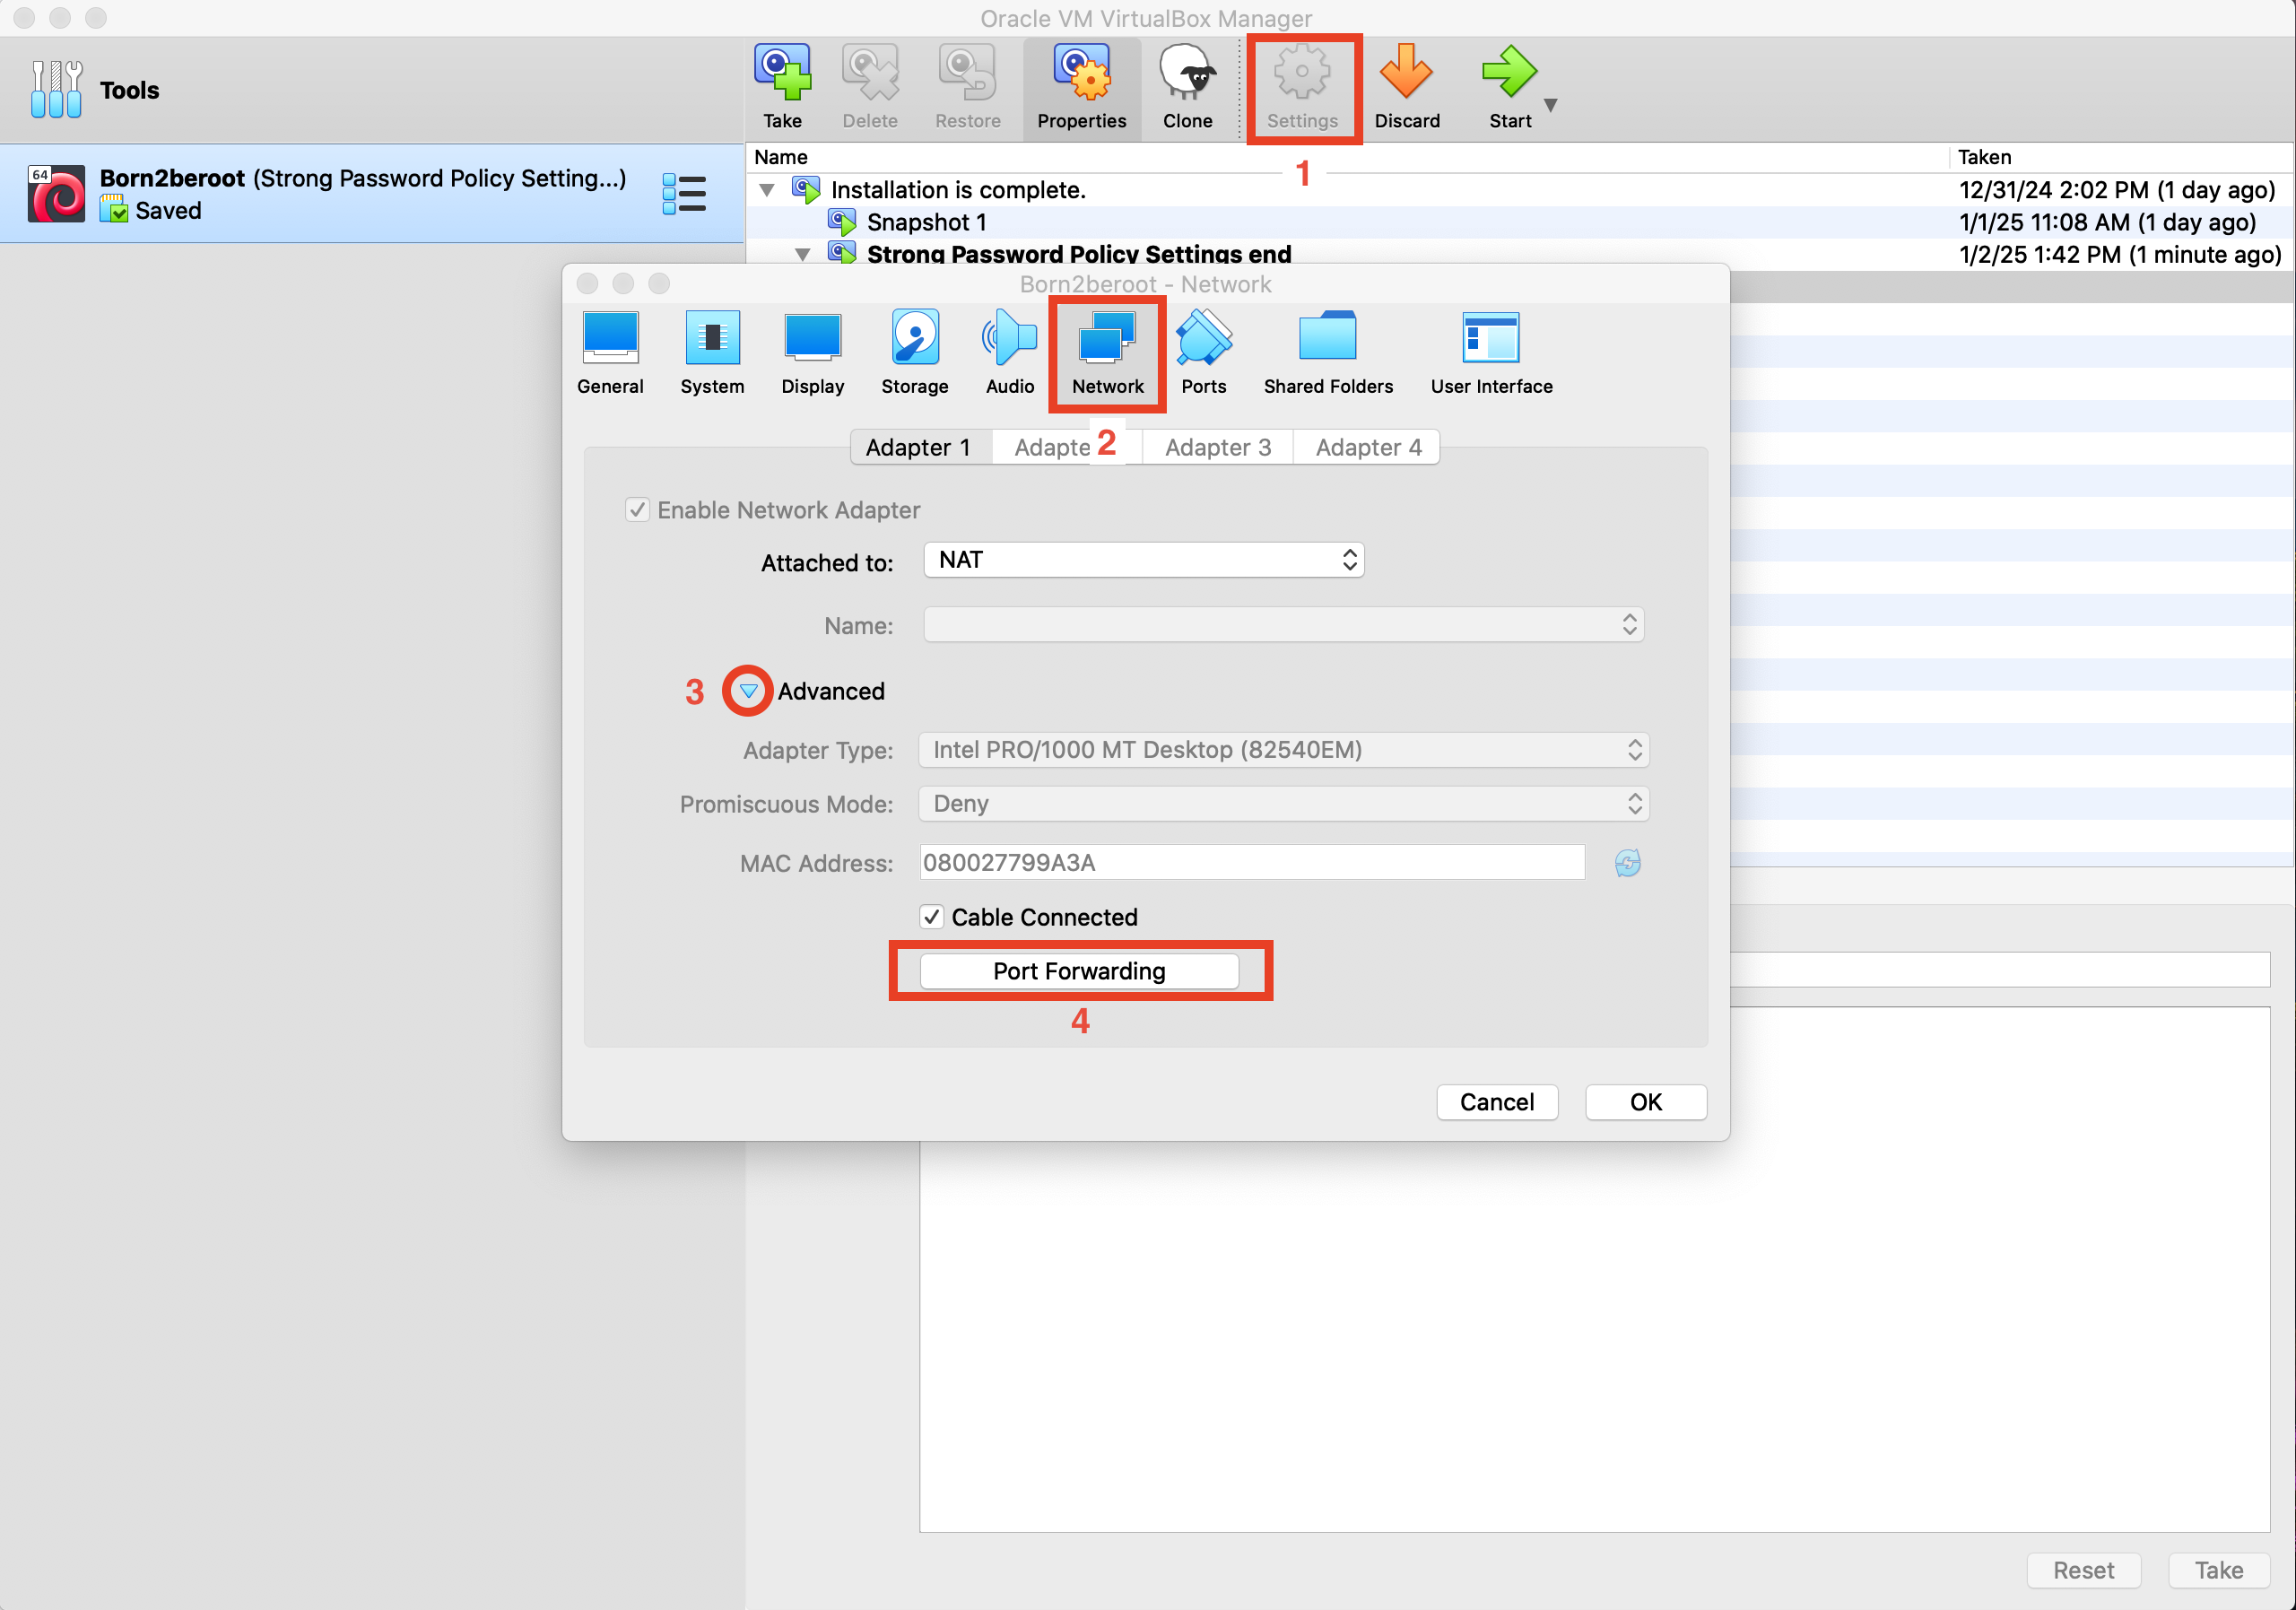 Oracle VM VirtualBox Manager
Tools
Take Delete Restore Properties Clone Settings Discard Start
1
Name Taken
64
Born2beroot (Strong Password Policy Setting...)
Saved
Installation is complete. 12/31/24 2:02 PM (1 day ago)
Snapshot 1 1/1/25 11:08 AM (1 day ago)
Strong Password Policy Settings end 1/2/25 1:42 PM (1 minute ago)
Born2beroot - Network
General System Display Storage Audio Network Ports Shared Folders User Interface
2
Adapter 1 Adapte Adapter 3 Adapter 4
Enable Network Adapter
Attached to: NAT
Name:
3 Advanced
Adapter Type: Intel PRO/1000 MT Desktop (82540EM)
Promiscuous Mode: Deny
MAC Address: 080027799A3A
Cable Connected
Port Forwarding
4
Cancel OK
Reset Take